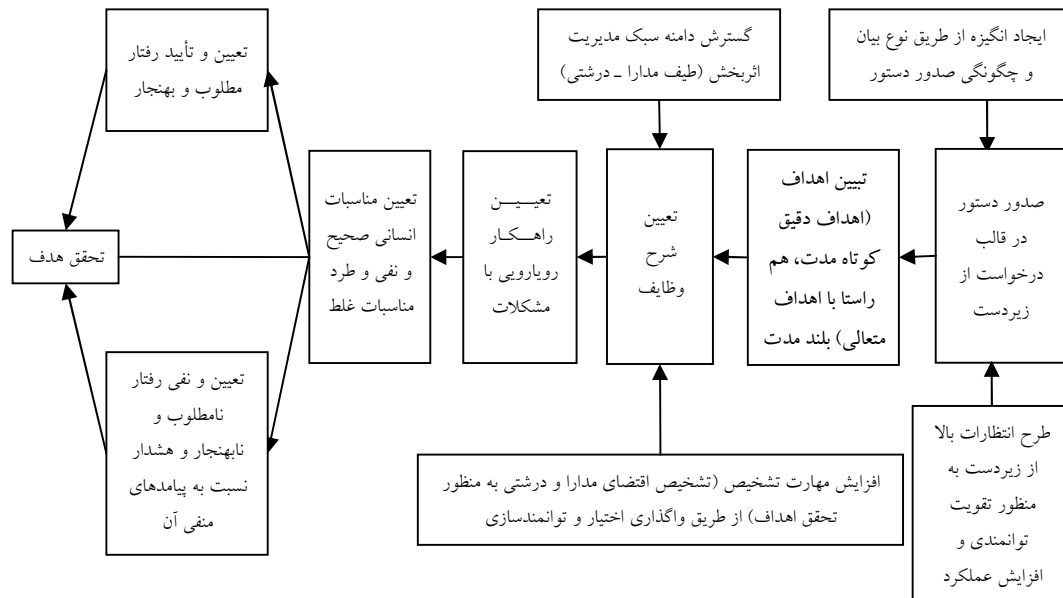 ایجاد انگیزه از طریق نوع بیان
و چگونگی صدور دستور
صدور دستور
در قالب
درخواست از
زیردست
طرح انتظارات بالا
از زیردست به
منظور تقویت
توانمندی و
افزایش عملکرد
تبیین اهداف
(اهداف دقیق
کوتاه مدت، هم
راستا با اهداف
متعالی) بلند مدت
گسترش دامنه سبک مدیریت
اثربخش (طیف مدارا ـ درشتی)
تعیین
شرح
وظایف
افزایش مهارت تشخیص (تشخیص اقتضای مدارا و درشتی به منظور
تحقق اهداف) از طریق واگذاری اختیار و توانمندسازی
تعیـــیـــن
راهـــکـــار
رویارویی با
مشکلات
تعیین مناسبات
انسانی صحیح
و نفی و طرد
مناسبات غلط
تعیین و تأیید رفتار
مطلوب و بهنجار
تعیین و نفی رفتار
نامطلوب و
نابهنجار و هشدار
نسبت به پیامدهای
منفی آن
تحقق هدف